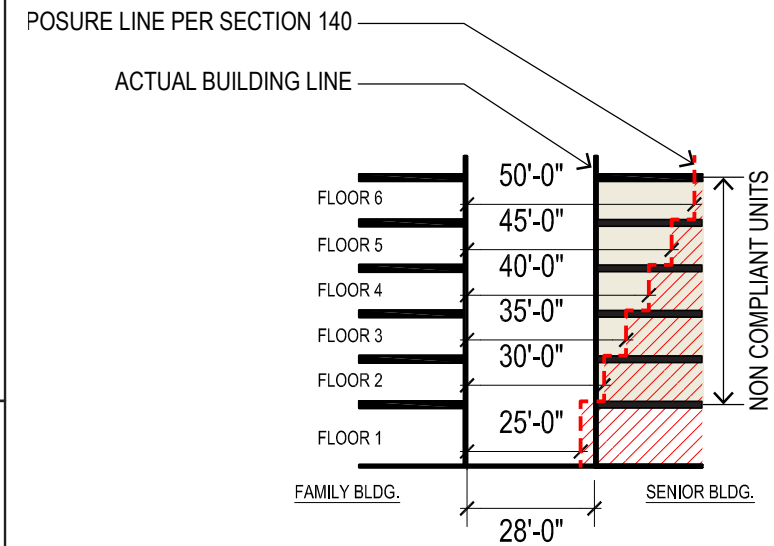 POSURE LINE PER SECTION 140
ACTUAL BUILDING LINE
50'-0"
FLOOR 6
45'-0"
FLOOR 5
40'-0"
FLOOR 4
35'-0"
FLOOR 3
30'-0"
FLOOR 2
25'-0"
FLOOR 1
NON COMPLIANT UNITS
FAMILY BLDG.
SENIOR BLDG.
28'-0"